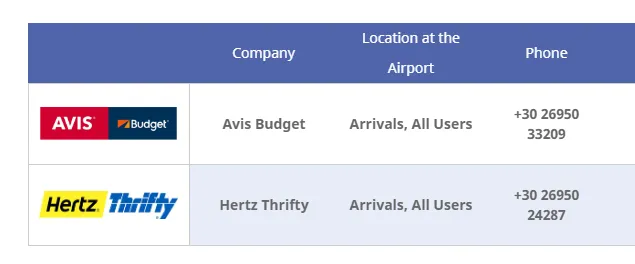 Company
Location at the
Airport
Phone
AVIS Budget
Avis Budget
Arrivals, All Users
+30 26950
33209
Hertz. Thrifty
Hertz Thrifty
Arrivals, All Users
+30 26950
24287